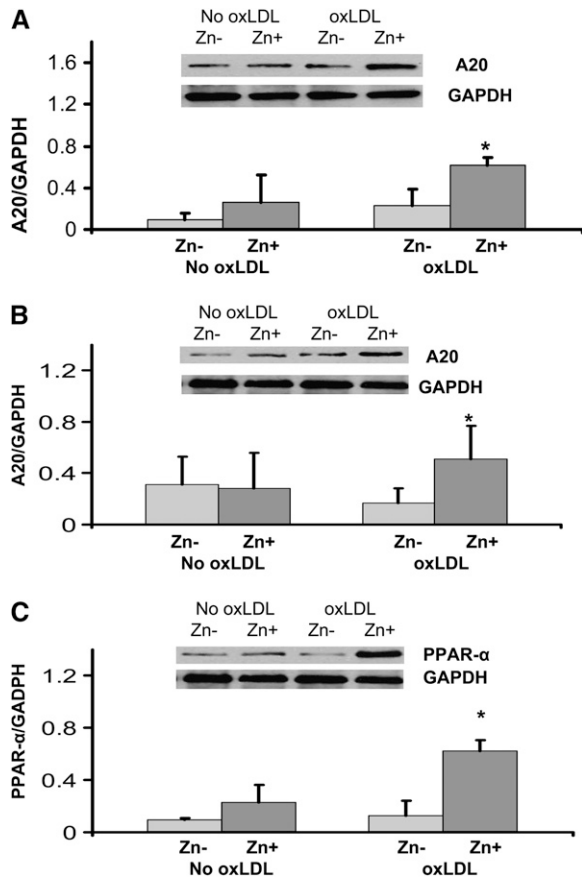 A
No oxLDL oxLDL
Zn- Zn+ Zn- Zn+
A20
GAPDH
A20/GAPDH
1.6
1.2
0.8
0.4
0
*
Zn- Zn+ Zn- Zn+
No oxLDL oxLDL
B
No oxLDL oxLDL
Zn- Zn+ Zn- Zn+
A20
GAPDH
A20/GAPDH
1.2
0.8
0.4
0
*
Zn- Zn+ Zn- Zn+
No oxLDL oxLDL
C
No oxLDL oxLDL
Zn- Zn+ Zn- Zn+
PPAR-α
GAPDH
PPAR-α/GADPH
1.2
0.8
0.4
0
*
Zn- Zn+ Zn- Zn+
No oxLDL oxLDL